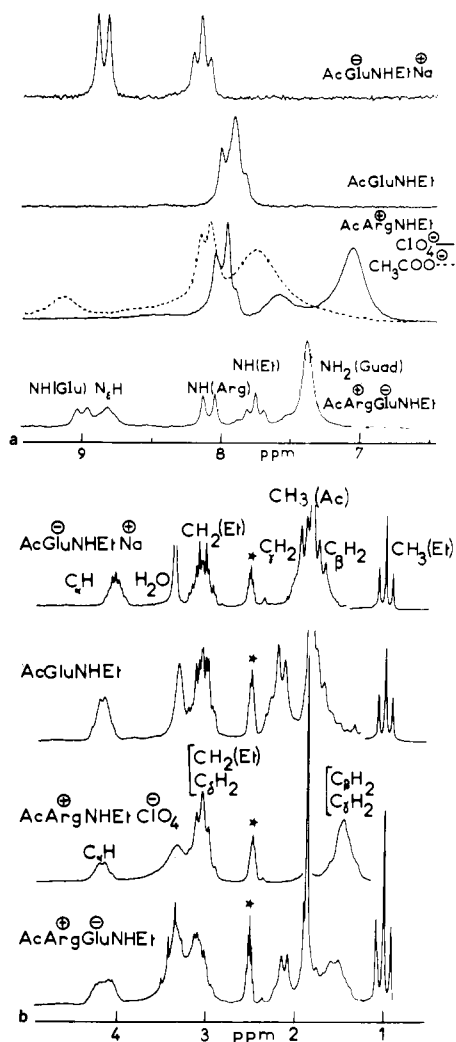 AcGluNHEt Na
⊖ ⊕
AcGluNHEt
⊕
AcArgNHEt
ClO4⊖ —
CH3COO⊖ ----
NH(Glu) NδH NH(Arg) NH(Et) NH2(Guad)
⊕ ⊖
AcArgGluNHEt
a
9 8 ppm 7
CH3(Ac)
⊖ ⊕
AcGluNHEt Na
CH2(Et)
CγH2 CβH2
CH3(Et)
CαH H2O
★
AcGluNHEt
★
CH2(Et)
CδH2
CβH2
CγH2
⊕ ⊖
AcArgNHEt ClO4
CαH
★
⊕ ⊖
AcArgGluNHEt
★
b
4 3 ppm 2 1